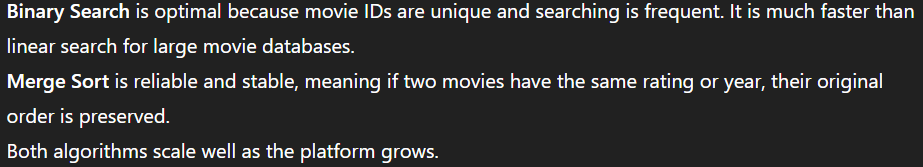 Binary Search is optimal because movie IDs are unique and searching is frequent. It is much faster than
linear search for large movie databases.
Merge Sort is reliable and stable, meaning if two movies have the same rating or year, their original
order is preserved.
Both algorithms scale well as the platform grows.